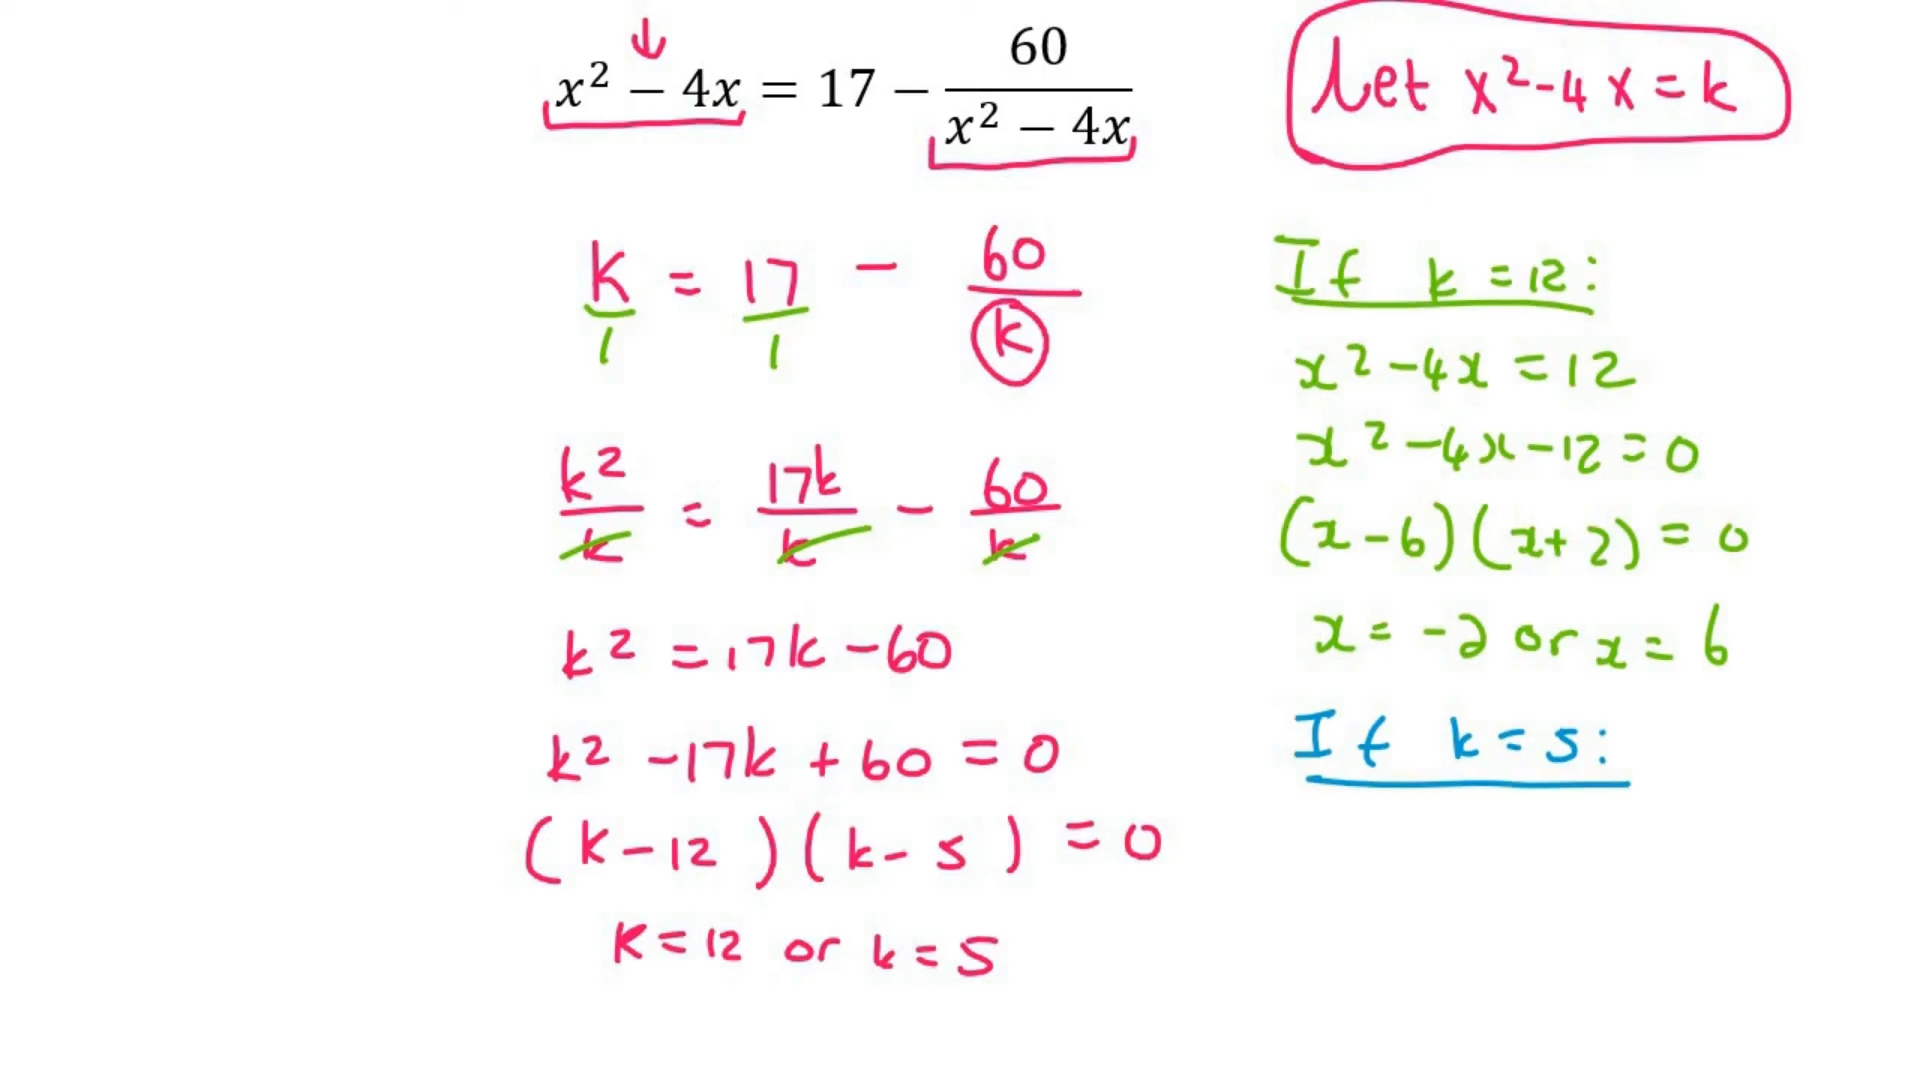 x² − 4x = 17 − 60/(x² − 4x)
Let x² - 4x = k
k/1 = 17/1 - 60/k
k²/k = 17k/k - 60/k
k² = 17k - 60
k² - 17k + 60 = 0
(k - 12)(k - 5) = 0
k = 12 or k = 5
If k = 12:
x² - 4x = 12
x² - 4x - 12 = 0
(x - 6)(x + 2) = 0
x = -2 or x = 6
If k = 5: